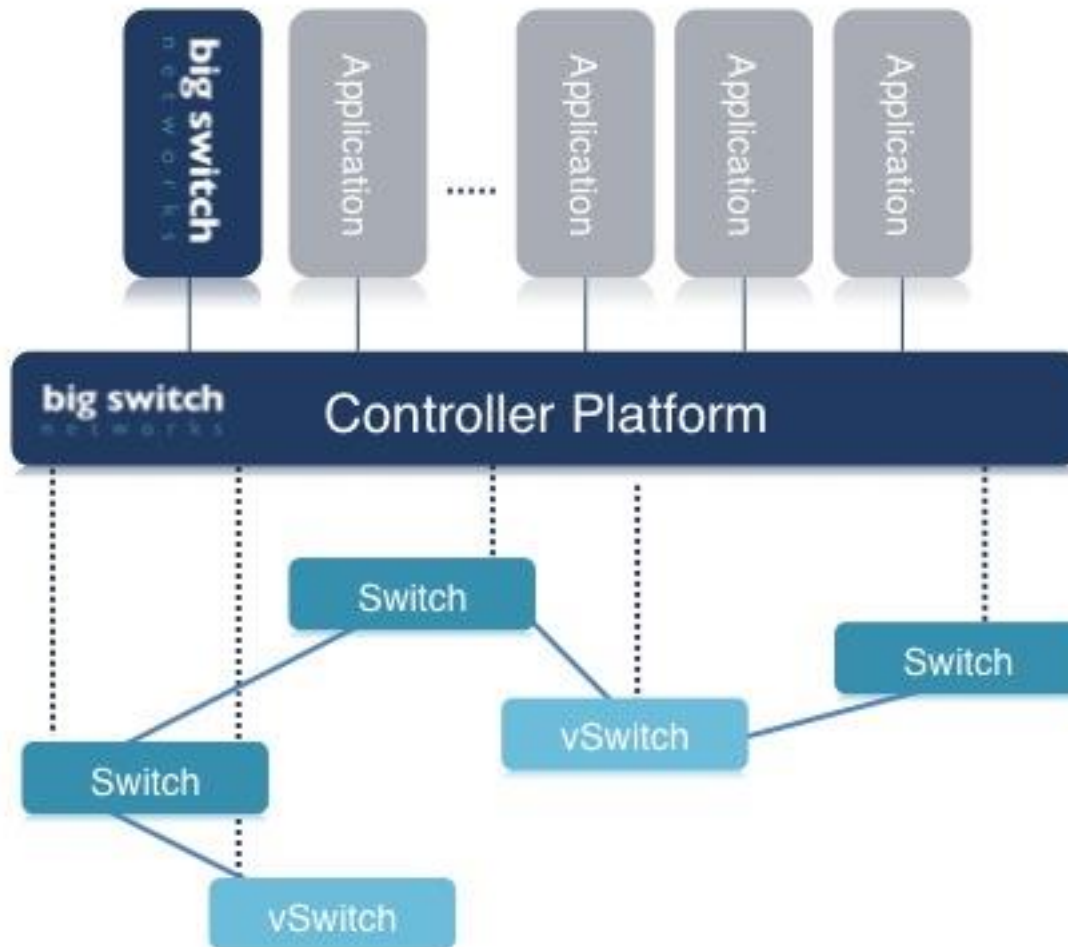 big switch
networks
Application
.....
Application
Application
Application
big switch
networks
Controller Platform
Switch
Switch
vSwitch
Switch
vSwitch